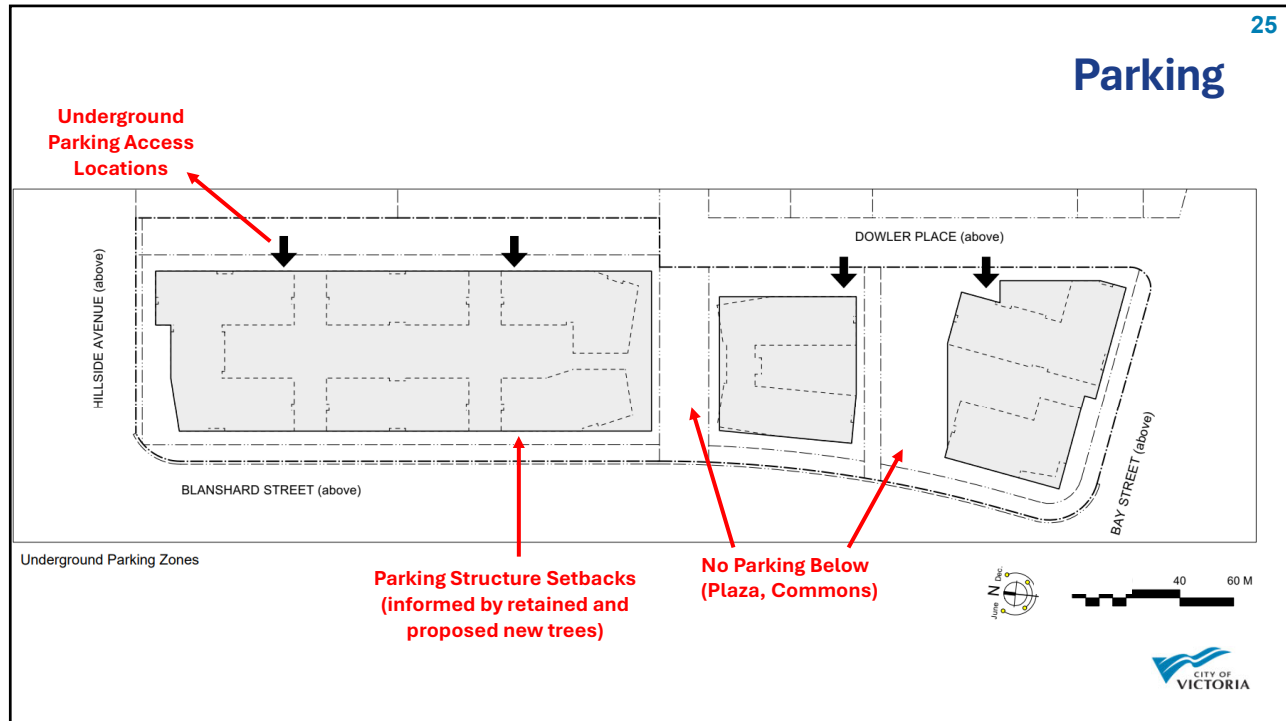 25
Parking
Underground
Parking Access
Locations
HILLSIDE AVENUE (above)
DOWLER PLACE (above)
BLANSHARD STREET (above)
BAY STREET (above)
Underground Parking Zones
Parking Structure Setbacks
(informed by retained and
proposed new trees)
No Parking Below
(Plaza, Commons)
Dec.
N
June
40
60 M
CITY OF
VICTORIA